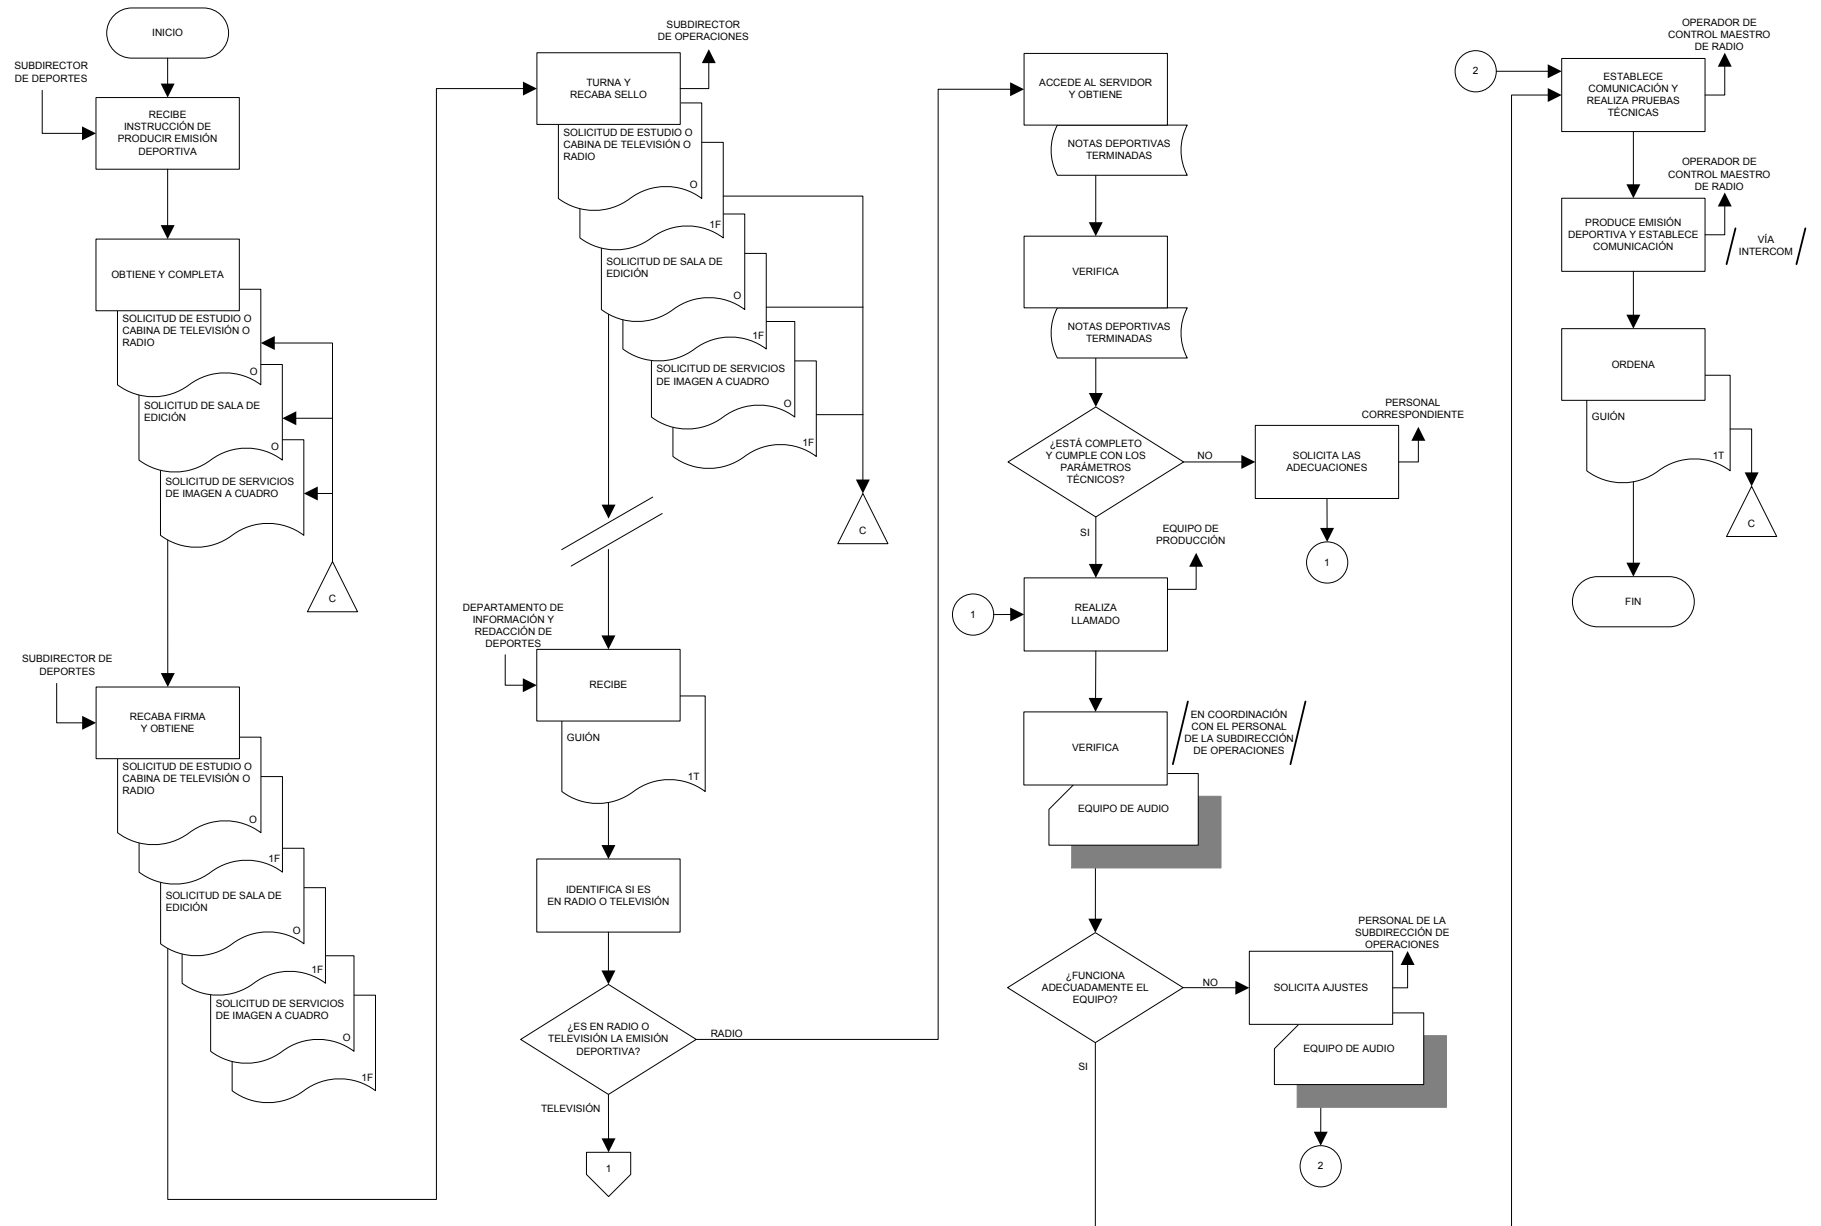 INICIO
SUBDIRECTOR
DE DEPORTES
RECIBE
INSTRUCCIÓN DE
PRODUCIR EMISIÓN
DEPORTIVA
OBTIENE Y COMPLETA
SOLICITUD DE ESTUDIO O
CABINA DE TELEVISIÓN O
RADIO
O
SOLICITUD DE SALA DE
EDICIÓN
O
SOLICITUD DE SERVICIOS
DE IMAGEN A CUADRO
C
SUBDIRECTOR DE
DEPORTES
RECABA FIRMA
Y OBTIENE
SOLICITUD DE ESTUDIO O
CABINA DE TELEVISIÓN O
RADIO
O
1F
SOLICITUD DE SALA DE
EDICIÓN
O
1F
SOLICITUD DE SERVICIOS
DE IMAGEN A CUADRO
O
1F
SUBDIRECTOR
DE OPERACIONES
TURNA Y
RECABA SELLO
SOLICITUD DE ESTUDIO O
CABINA DE TELEVISIÓN O
RADIO
O
1F
SOLICITUD DE SALA DE
EDICIÓN
O
1F
SOLICITUD DE SERVICIOS
DE IMAGEN A CUADRO
O
1F
C
DEPARTAMENTO DE
INFORMACIÓN Y
REDACCIÓN DE
DEPORTES
RECIBE
GUIÓN
1T
IDENTIFICA SI ES
EN RADIO O TELEVISIÓN
¿ES EN RADIO O
TELEVISIÓN LA EMISIÓN
DEPORTIVA?
RADIO
TELEVISIÓN
1
ACCEDE AL SERVIDOR
Y OBTIENE
NOTAS DEPORTIVAS
TERMINADAS
VERIFICA
NOTAS DEPORTIVAS
TERMINADAS
¿ESTÁ COMPLETO
Y CUMPLE CON LOS
PARÁMETROS
TÉCNICOS?
NO
PERSONAL
CORRESPONDIENTE
SOLICITA LAS
ADECUACIONES
1
SI
EQUIPO DE
PRODUCCIÓN
1
REALIZA
LLAMADO
VERIFICA
EN COORDINACIÓN
CON EL PERSONAL
DE LA SUBDIRECCIÓN
DE OPERACIONES
EQUIPO DE AUDIO
¿FUNCIONA
ADECUADAMENTE EL
EQUIPO?
NO
PERSONAL DE LA
SUBDIRECCIÓN DE
OPERACIONES
SOLICITA AJUSTES
EQUIPO DE AUDIO
2
SI
2
OPERADOR DE
CONTROL MAESTRO
DE RADIO
ESTABLECE
COMUNICACIÓN Y
REALIZA PRUEBAS
TÉCNICAS
OPERADOR DE
CONTROL MAESTRO
DE RADIO
PRODUCE EMISIÓN
DEPORTIVA Y ESTABLECE
COMUNICACIÓN
VÍA
INTERCOM
ORDENA
GUIÓN
1T
C
FIN